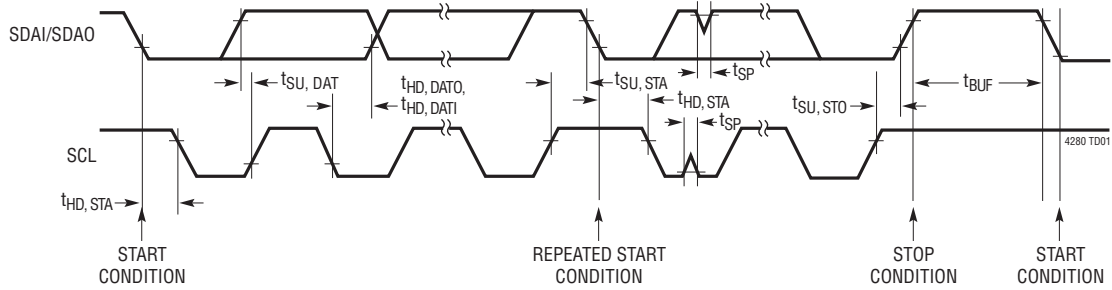 SDAI/SDAO
tSU, DAT
tHD, DATO,
tHD, DATI
tSU, STA
tHD, STA
tSP
tSP
tSU, STO
tBUF
4280 TD01
SCL
tHD, STA
START
CONDITION
REPEATED START
CONDITION
STOP
CONDITION
START
CONDITION